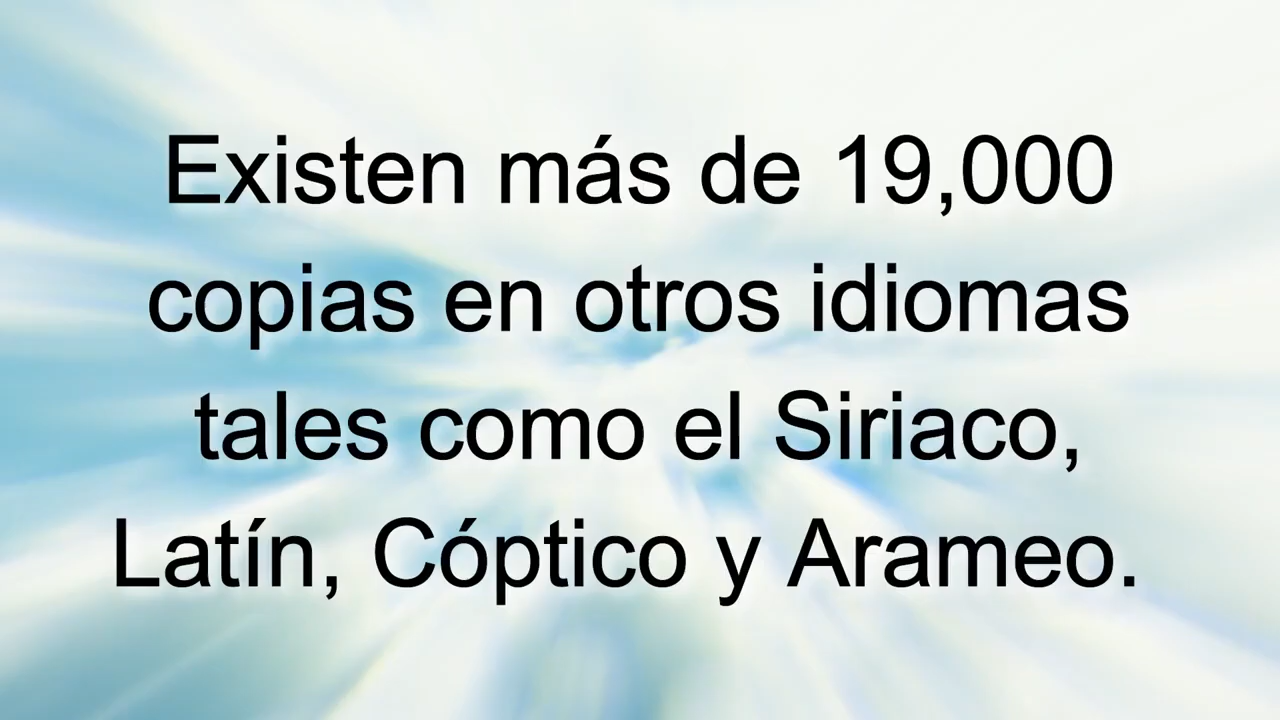 Existen más de 19,000
copias en otros idiomas
tales como el Siriaco,
Latín, Cóptico y Arameo.